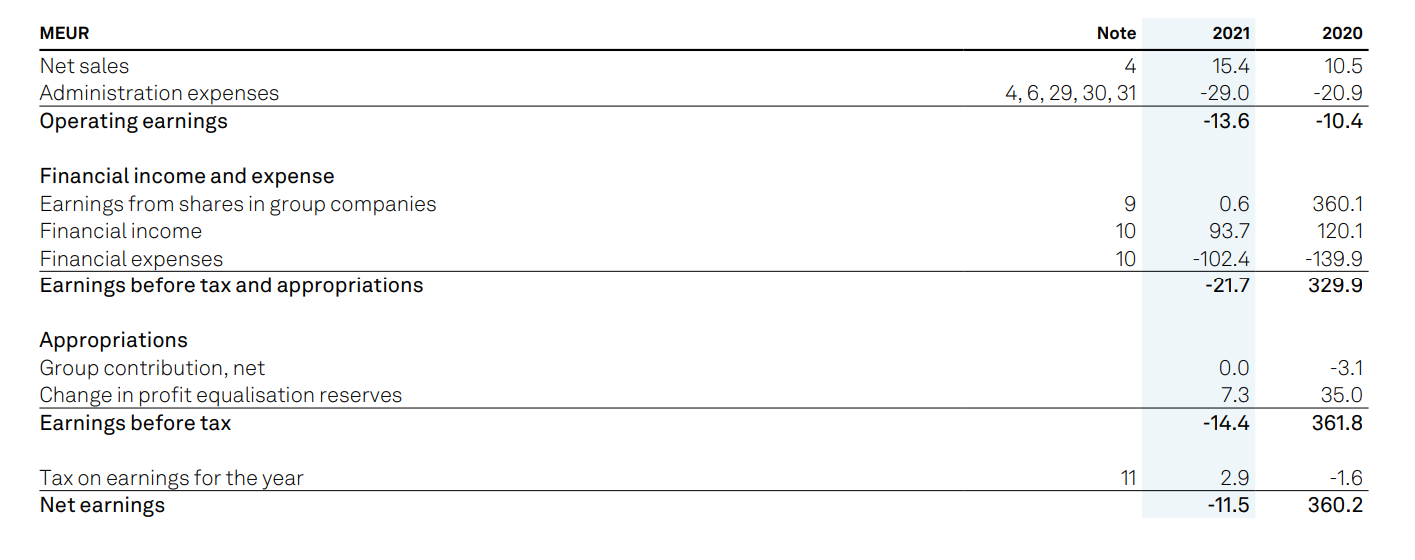 MEUR Note 2021 2020
Net sales 4 15.4 10.5
Administration expenses 4, 6, 29, 30, 31 -29.0 -20.9
Operating earnings -13.6 -10.4
Financial income and expense
Earnings from shares in group companies 9 0.6 360.1
Financial income 10 93.7 120.1
Financial expenses 10 -102.4 -139.9
Earnings before tax and appropriations -21.7 329.9
Appropriations
Group contribution, net 0.0 -3.1
Change in profit equalisation reserves 7.3 35.0
Earnings before tax -14.4 361.8
Tax on earnings for the year 11 2.9 -1.6
Net earnings -11.5 360.2